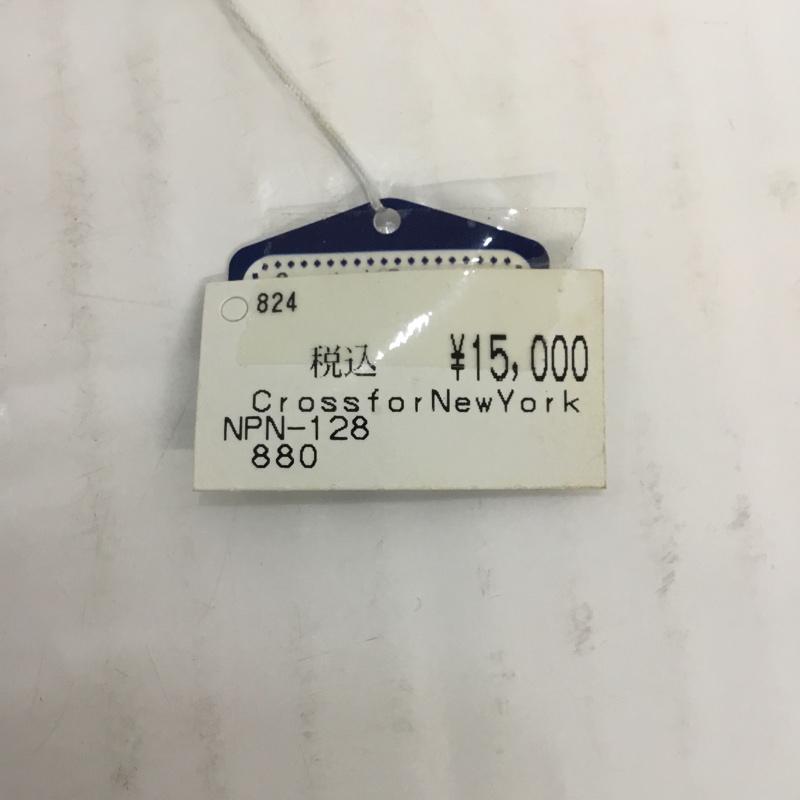 824
税込 ¥15,000
CrossforNewYork
NPN-128
880